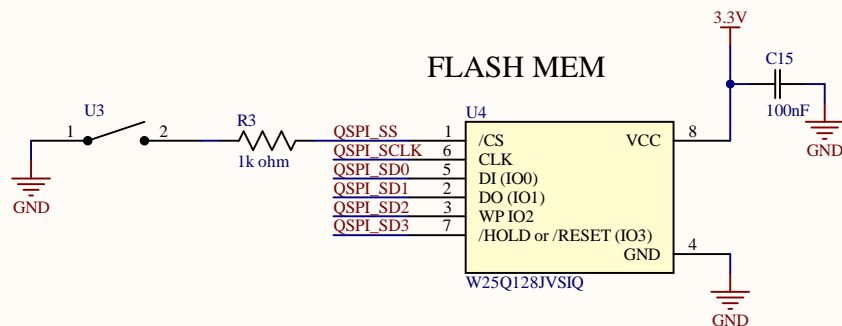 3.3V
FLASH MEM
C15
100nF
GND
U3
1 2
GND
R3
1k ohm
U4
QSPI_SS 1 /CS VCC 8
QSPI_SCLK 6 CLK
QSPI_SD0 5 DI (IO0)
QSPI_SD1 2 DO (IO1)
QSPI_SD2 3 WP IO2
QSPI_SD3 7 /HOLD or /RESET (IO3)
GND 4
W25Q128JVSIQ
GND